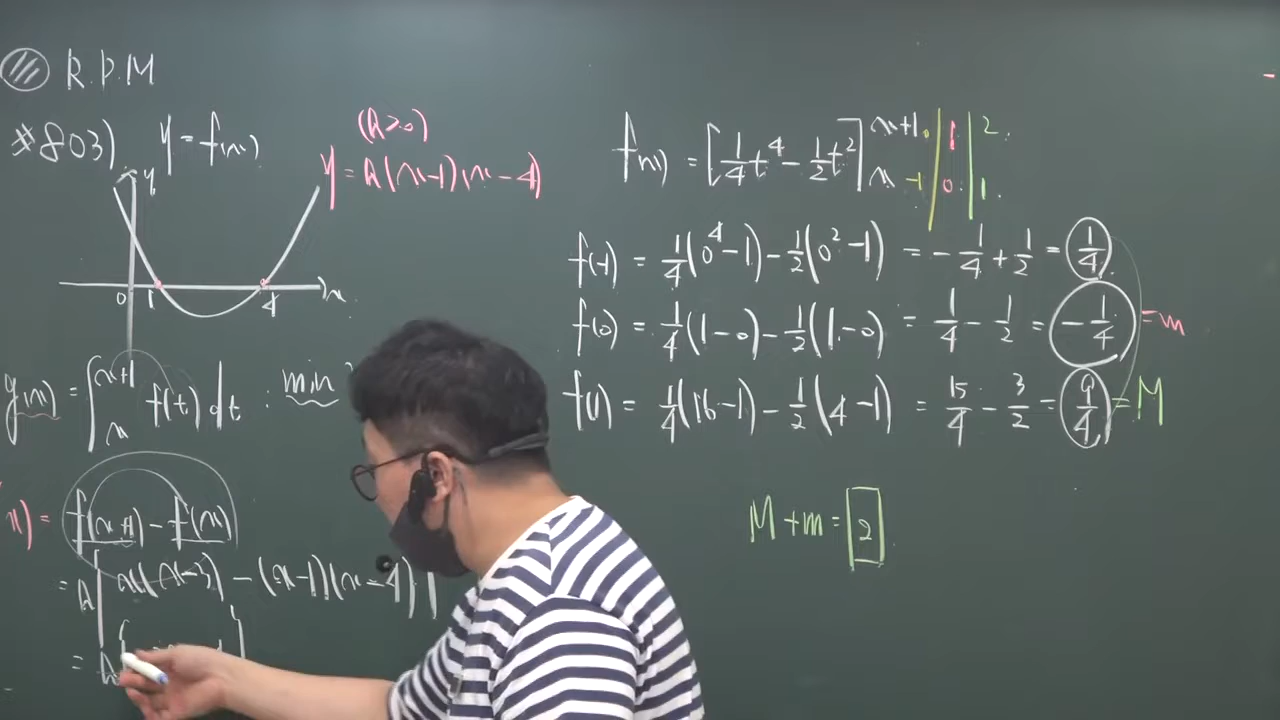 R.P.M
#803) y = f(x)
(a>0)
y = a(x-1)(x-4)
y
0 1 4 x
g(x) = ∫_x^{x+1} f(t) dt : min
x) = f(x+1) - f(x)
= a{ x(x-3) - (x-1)(x-4) }
= a{
f(x) = [1/4 t^4 - 1/2 t^2]_x^{x+1} 0 | 1 | 2
-1 | 0 | 1
f(-1) = 1/4(0^4-1) - 1/2(0^2-1) = -1/4 + 1/2 = 1/4
f(0) = 1/4(1-0) - 1/2(1-0) = 1/4 - 1/2 = -1/4 = m
f(1) = 1/4(16-1) - 1/2(4-1) = 15/4 - 3/2 = 9/4 = M
M+m = 2